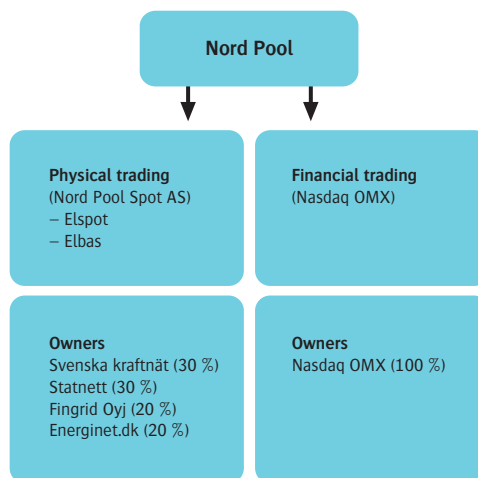 Nord Pool
Physical trading
(Nord Pool Spot AS)
– Elspot
– Elbas
Financial trading
(Nasdaq OMX)
Owners
Svenska kraftnät (30 %)
Statnett (30 %)
Fingrid Oyj (20 %)
Energinet.dk (20 %)
Owners
Nasdaq OMX (100 %)